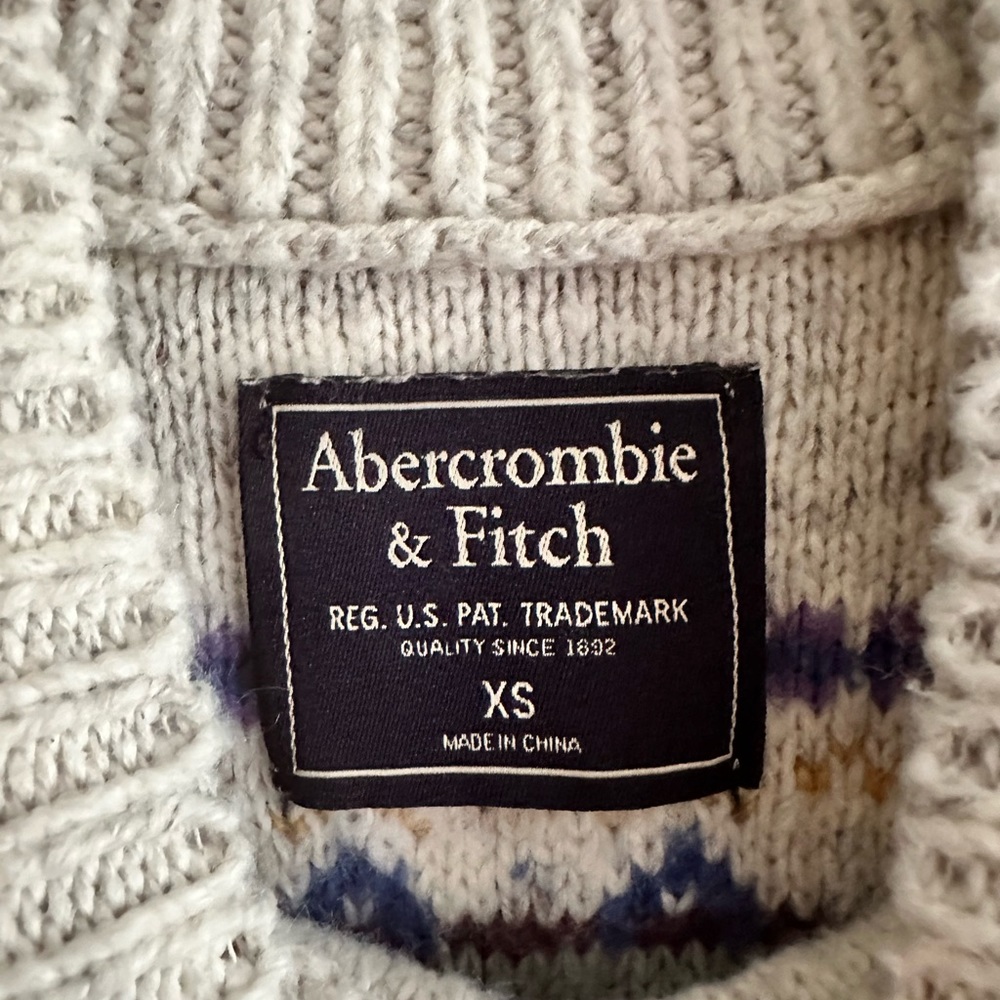 Abercrombie
& Fitch
REG. U.S. PAT. TRADEMARK
QUALITY SINCE 1892
XS
MADE IN CHINA